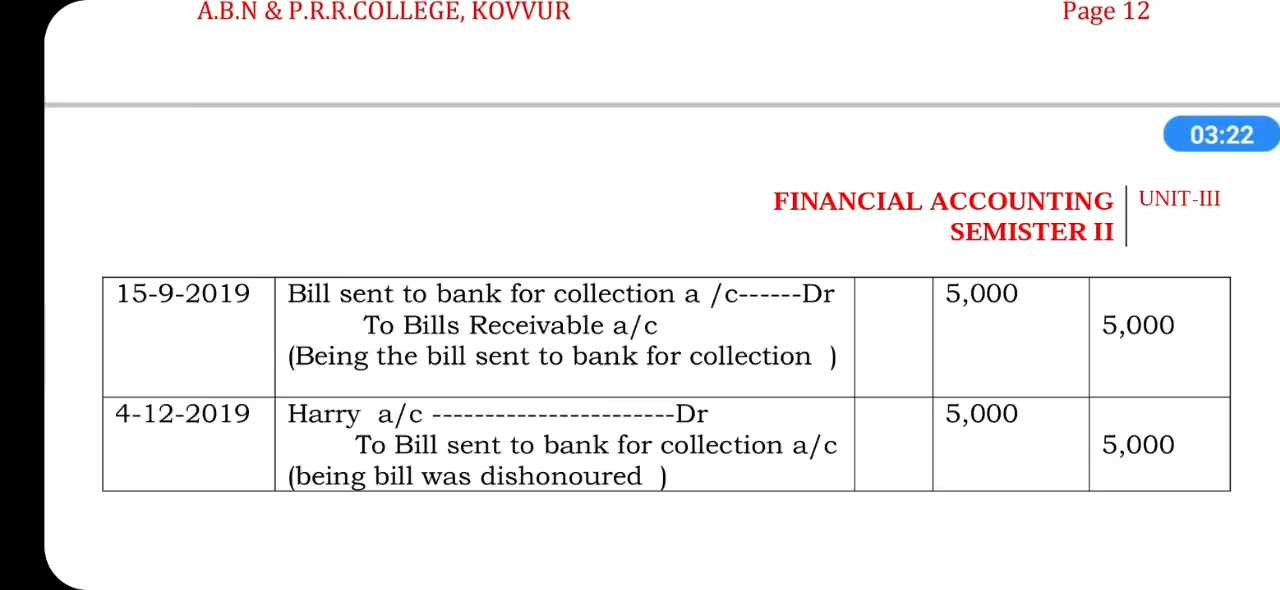 A.B.N & P.R.R.COLLEGE, KOVVUR Page 12
03:22
FINANCIAL ACCOUNTING UNIT-III
SEMISTER II
15-9-2019 Bill sent to bank for collection a /c------Dr 5,000
To Bills Receivable a/c 5,000
(Being the bill sent to bank for collection )
4-12-2019 Harry a/c -----------------------Dr 5,000
To Bill sent to bank for collection a/c 5,000
(being bill was dishonoured )